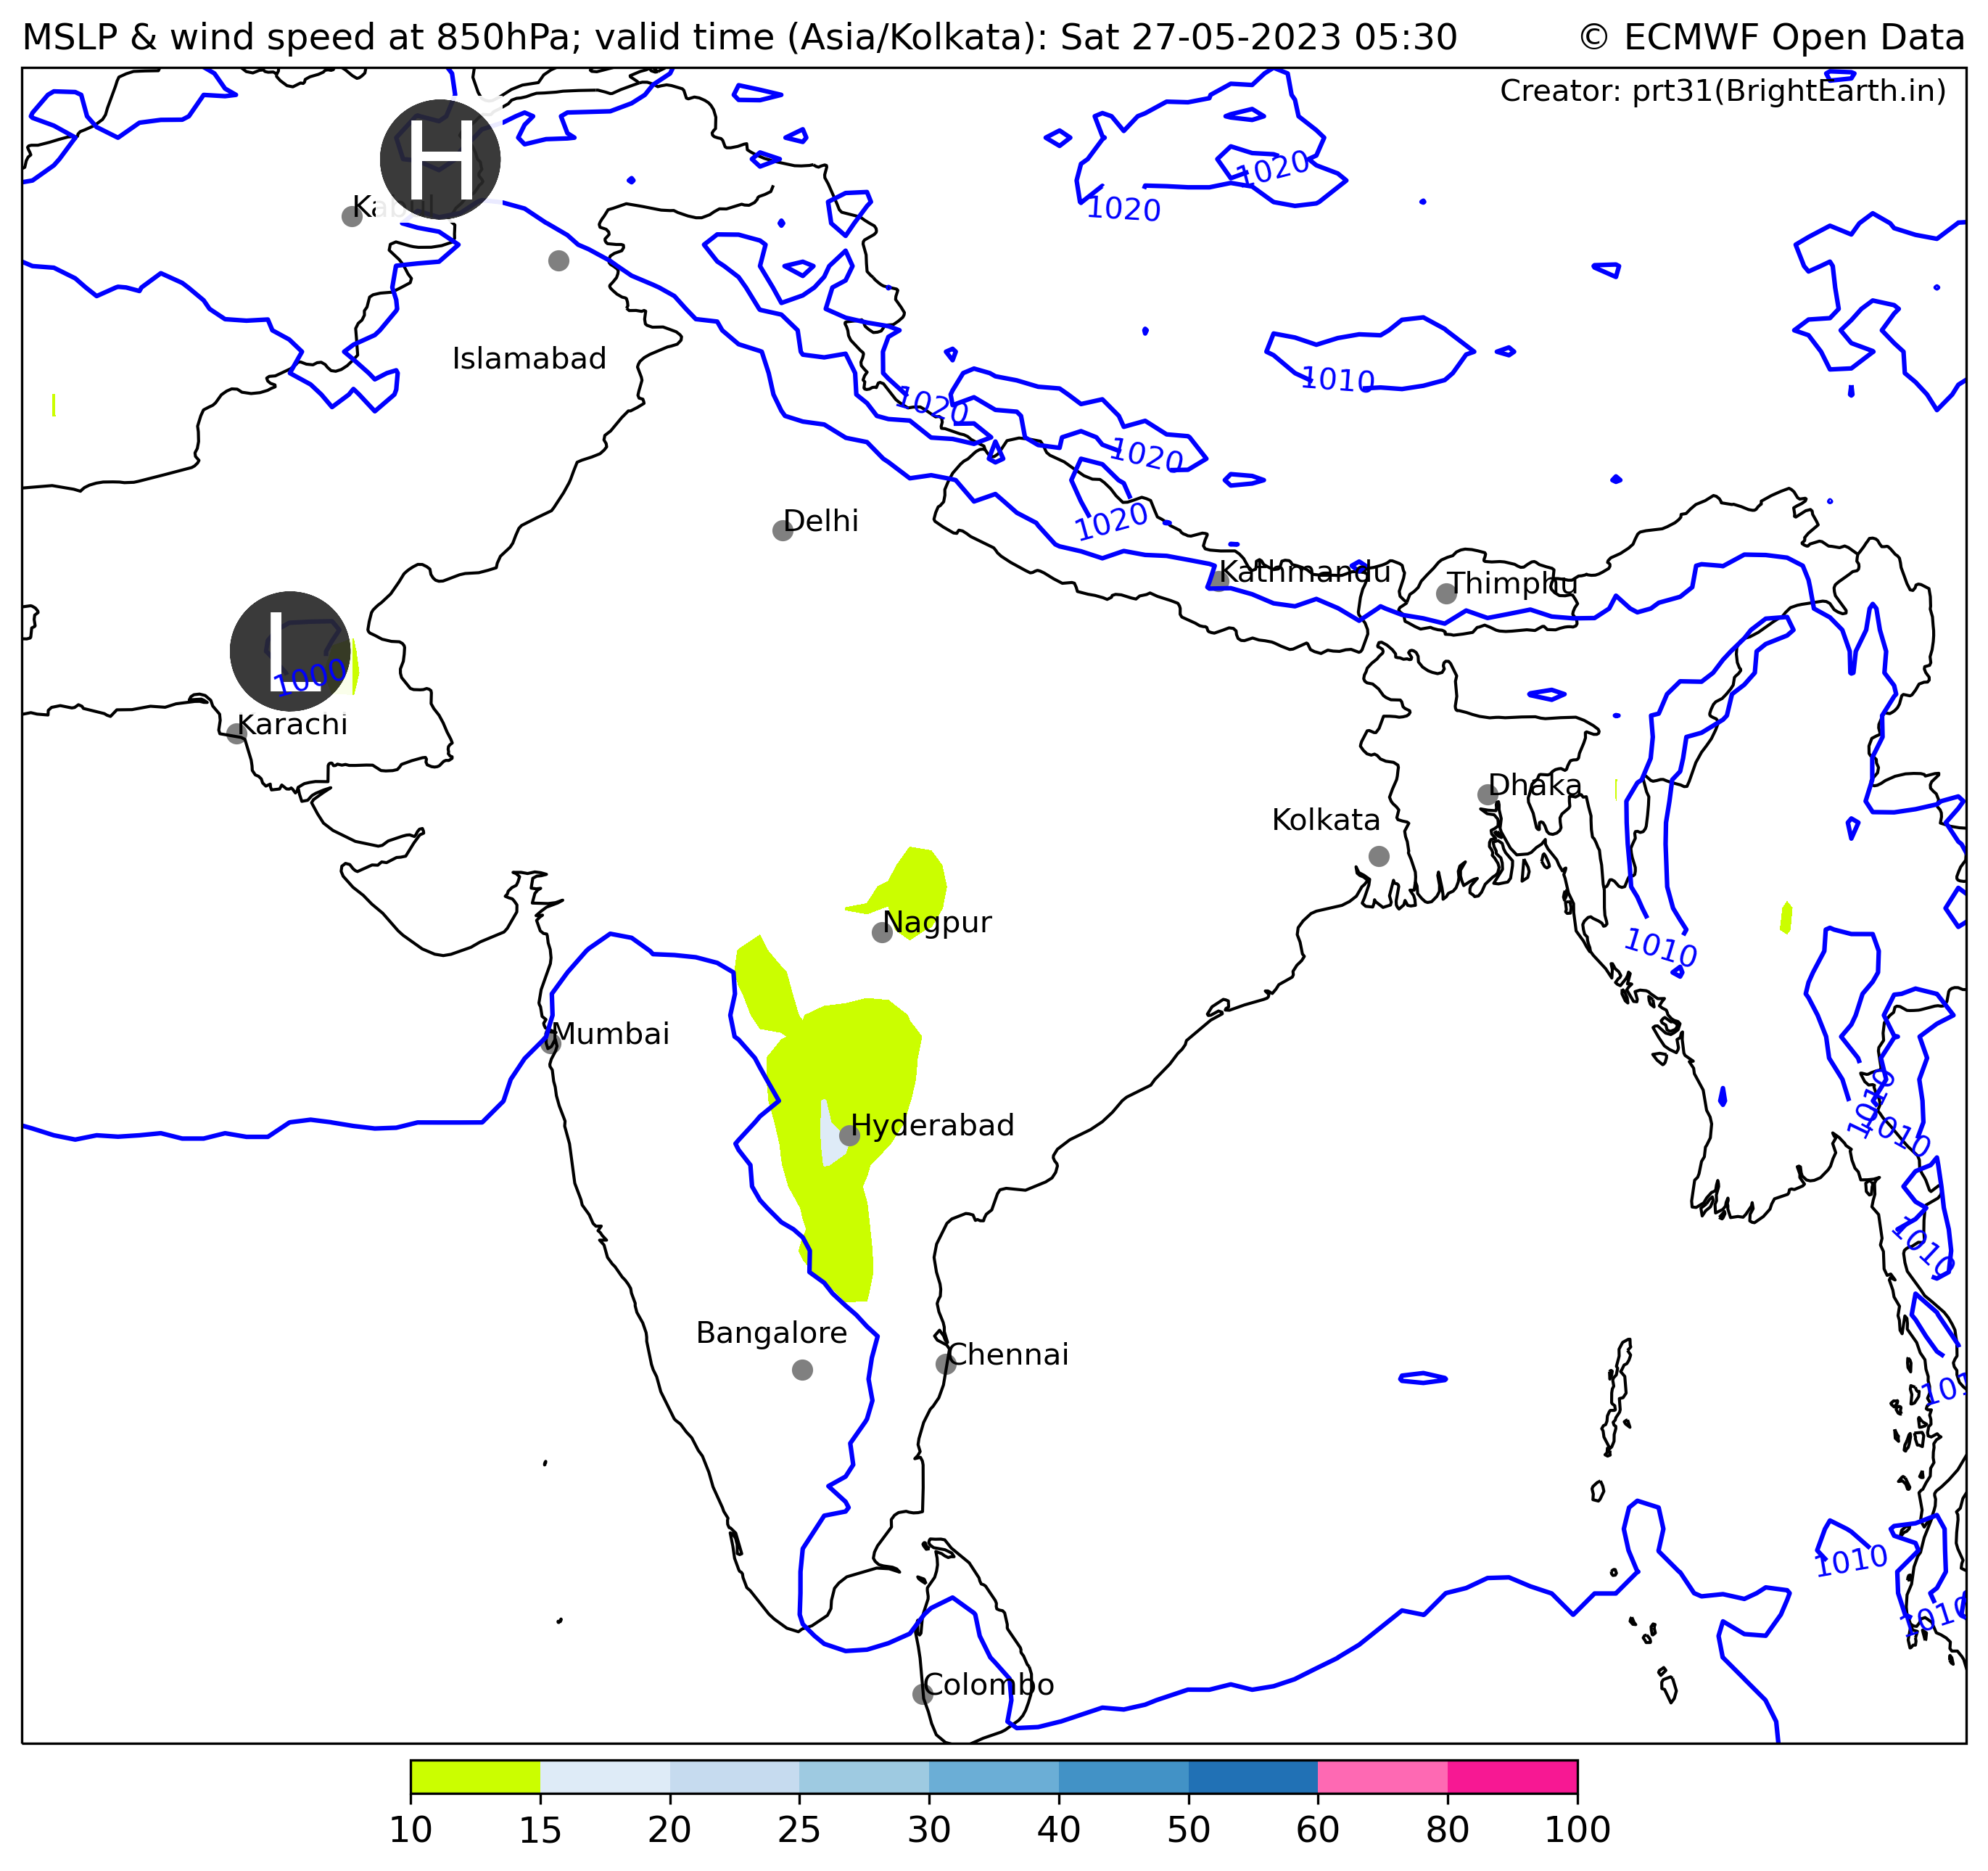 MSLP & wind speed at 850hPa; valid time (Asia/Kolkata): Sat 27-05-2023 05:30
© ECMWF Open Data
Creator: prt31(BrightEarth.in)
H
1020
1020
Kabul
Islamabad
1010
1020
1020
1020
Delhi
Kathmandu
Thimphu
L
1000
Karachi
Dhaka
Kolkata
Nagpur
1010
Mumbai
1010
Hyderabad
1010
1010
Bangalore
Chennai
101
1010
1010
Colombo
10 15 20 25 30 40 50 60 80 100